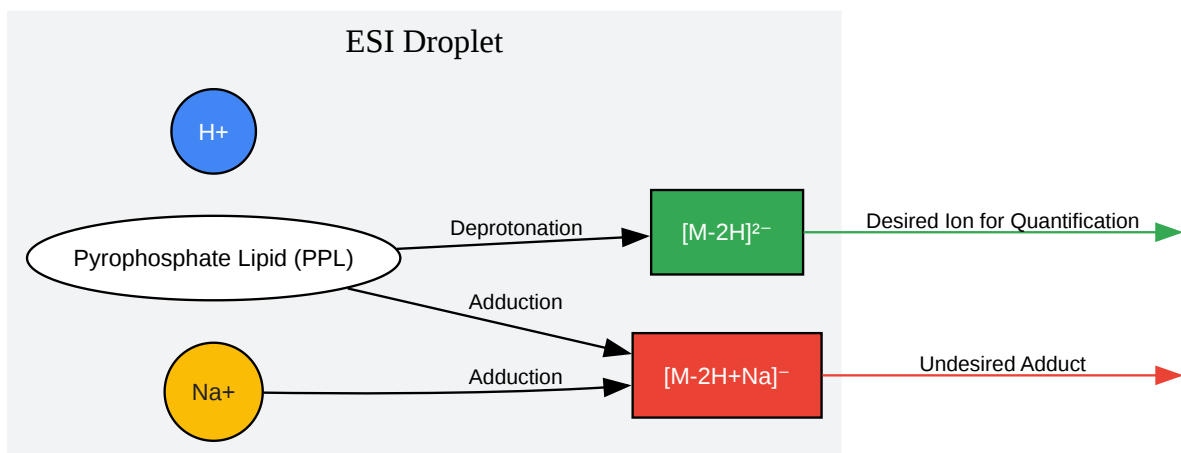 ESI Droplet
H+
Pyrophosphate Lipid (PPL)
Deprotonation
[M-2H]²⁻
Desired Ion for Quantification
Adduction
Na+
Adduction
[M-2H+Na]⁻
Undesired Adduct